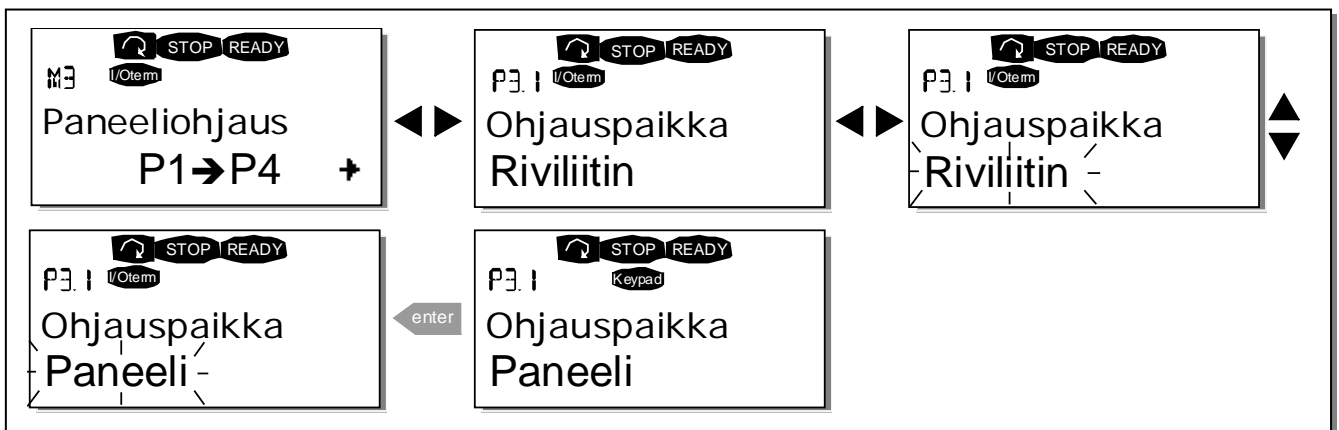 STOP READY
M3 I/Oterm
Paneeliohjaus
P1➔P4
STOP READY
P3.1 I/Oterm
Ohjauspaikka
Riviliitin
STOP READY
P3.1 I/Oterm
Ohjauspaikka
Riviliitin
STOP READY
P3.1 I/Oterm
Ohjauspaikka
Paneeli
enter
STOP READY
P3.1 Keypad
Ohjauspaikka
Paneeli